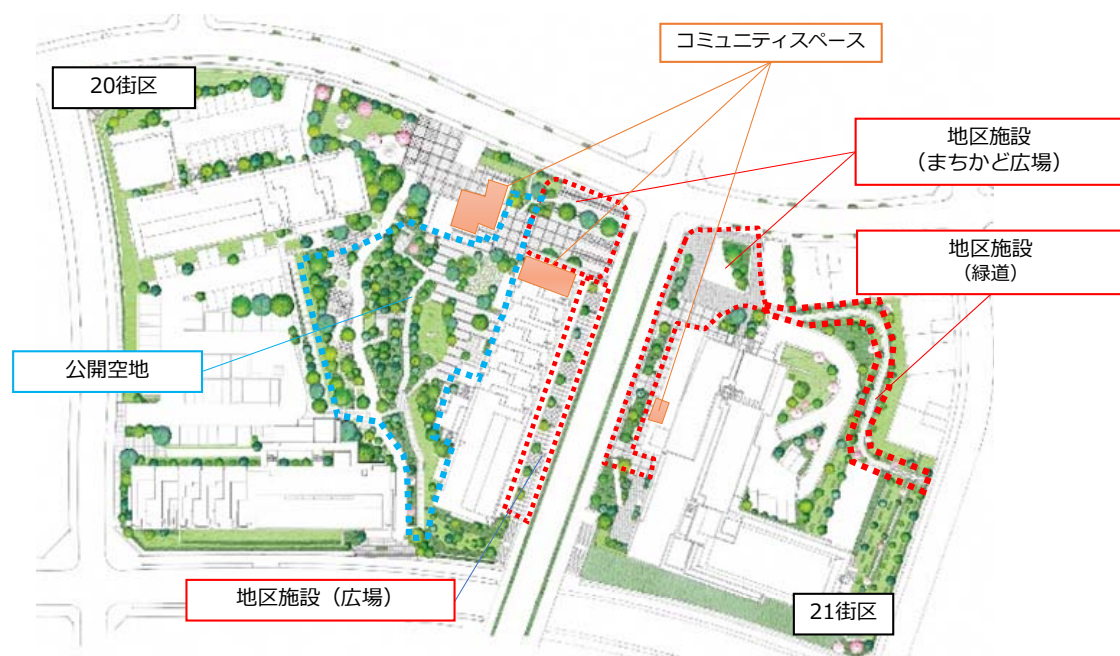 コミュニティスペース
20街区
地区施設
（まちかど広場）
地区施設
（緑道）
公開空地
地区施設（広場）
21街区